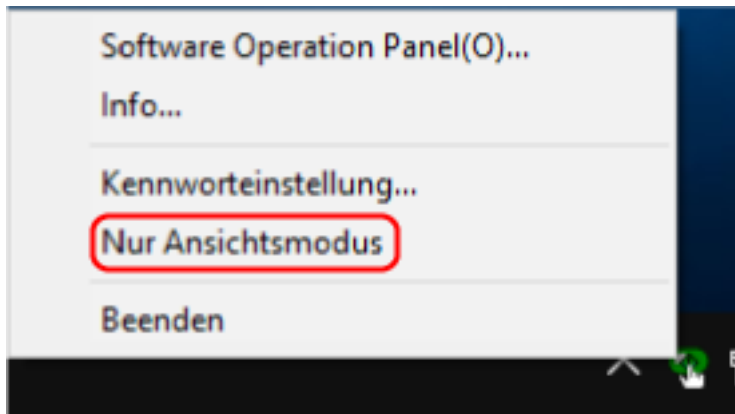 Software Operation Panel(O)...
Info...
Kennworteinstellung...
Nur Ansichtsmodus
Beenden